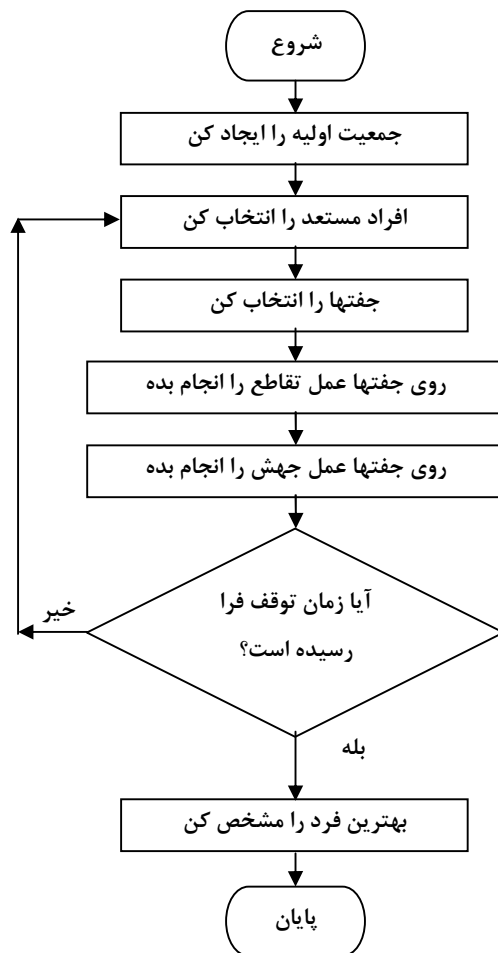 شروع
جمعیت اولیه را ایجاد کن
افراد مستعد را انتخاب کن
جفتها را انتخاب کن
روی جفتها عمل تقاطع را انجام بده
روی جفتها عمل جهش را انجام بده
آیا زمان توقف فرا
رسیده است؟
خیر
بله
بهترین فرد را مشخص کن
پایان